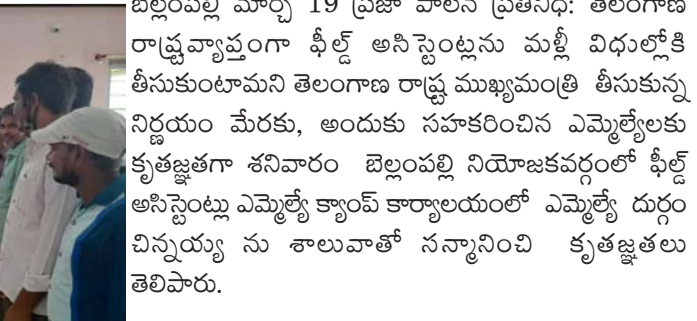 బెల్లంపల్లి మార్చి 19 ప్రజా పాలన ప్రతినిధి: తెలంగాణ
రాష్ట్రవ్యాప్తంగా ఫీల్డ్ అసిస్టెంట్లను మళ్లీ విధుల్లోకి
తీసుకుంటామని తెలంగాణ రాష్ట్ర ముఖ్యమంత్రి తీసుకున్న
నిర్ణయం మేరకు, అందుకు సహకరించిన ఎమ్మెల్యేలకు
కృతజ్ఞతగా శనివారం బెల్లంపల్లి నియోజకవర్గంలో ఫీల్డ్
అసిస్టెంట్లు ఎమ్మెల్యే క్యాంప్ కార్యాలయంలో ఎమ్మెల్యే దుర్గం
చిన్నయ్య ను శాలువాతో సన్మానించి కృతజ్ఞతలు
తెలిపారు.